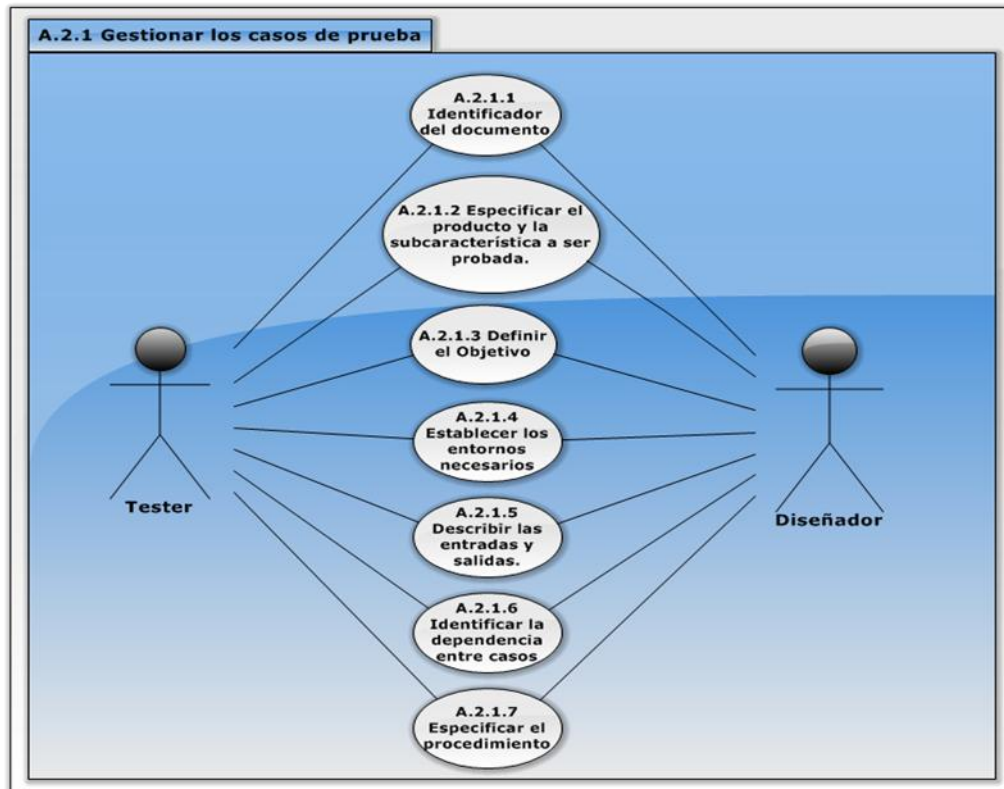 A.2.1 Gestionar los casos de prueba
A.2.1.1
Identificador
del documento
A.2.1.2 Especificar el
producto y la
subcaracterística a ser
probada.
A.2.1.3 Definir
el Objetivo
A.2.1.4
Establecer los
entornos
necesarios
A.2.1.5
Describir las
entradas y
salidas.
A.2.1.6
Identificar la
dependencia
entre casos
A.2.1.7
Especificar el
procedimiento
Tester
Diseñador